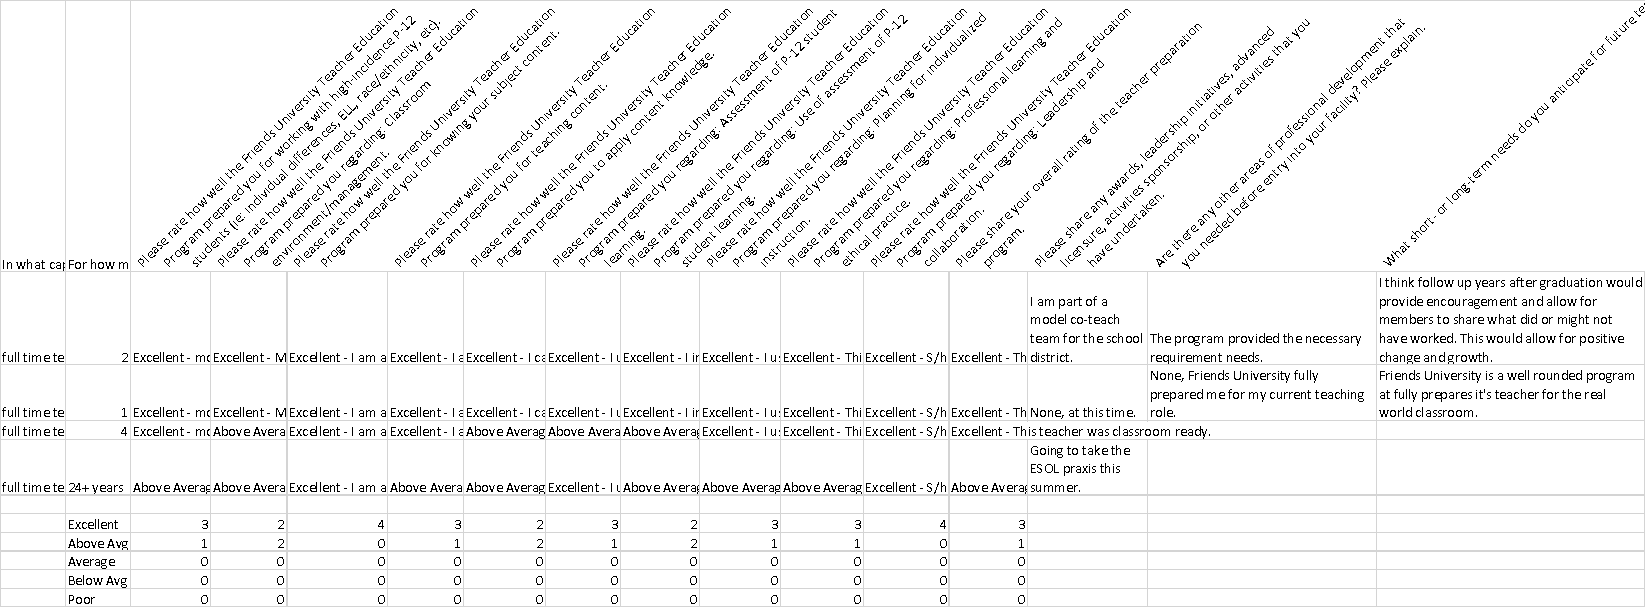 In what ca
For how m
Please rate how well the Friends University Teacher Education
Program prepared you for working with high-incidence P-12
students (i.e. individual differences, ELL, race/ethnicity, etc).
Please rate how well the Friends University Teacher Education
Program prepared you regarding: Classroom
environment/management.
Please rate how well the Friends University Teacher Education
Program prepared you for knowing your subject content.
Please rate how well the Friends University Teacher Education
Program prepared you for teaching content.
Please rate how well the Friends University Teacher Education
Program prepared you to apply content knowledge.
Please rate how well the Friends University Teacher Education
Program prepared you regarding: Assessment of P-12 student
learning.
Please rate how well the Friends University Teacher Education
Program prepared you regarding: Use of assessment of P-12
student learning.
Please rate how well the Friends University Teacher Education
Program prepared you regarding: Planning for individualized
instruction.
Please rate how well the Friends University Teacher Education
Program prepared you regarding: Professional learning and
ethical practice.
Please rate how well the Friends University Teacher Education
Program prepared you regarding: Leadership and
collaboration.
Please share your overall rating of the teacher preparation
program.
Please share any awards, leadership initiatives, advanced
licensure, activities sponsorship, or other activities that you
have undertaken.
Are there any other areas of professional development that
you needed before entry into your facility? Please explain.
What short- or long-term needs do you anticipate for future te
full time te 2 Excellent - mo Excellent - M Excellent - I am a Excellent - I a Excellent - I ca Excellent - I u Excellent - I in Excellent - I us Excellent - Thi Excellent - S/h Excellent - Th
I am part of a
model co-teach
team for the school
district.
The program provided the necessary
requirement needs.
I think follow up years after graduation would
provide encouragement and allow for
members to share what did or might not
have worked. This would allow for positive
change and growth.
full time te 1 Excellent - mo Excellent - M Excellent - I am a Excellent - I a Excellent - I ca Excellent - I u Excellent - I in Excellent - I us Excellent - Thi Excellent - S/h Excellent - Th
None, at this time.
None, Friends University fully
prepared me for my current teaching
role.
Friends University is a well rounded program
at fully prepares it's teacher for the real
world classroom.
full time te 4 Excellent - mo Above Avera Excellent - I am a Excellent - I a Above Averag Above Avera Above Averag Excellent - I us Excellent - Thi Excellent - S/h Excellent - This teacher was classroom ready.
full time te 24+ years Above Averag Above Avera Excellent - I am a Above Avera Above Averag Excellent - I u Above Averag Above Averag Above Averag Excellent - S/h Above Averag
Going to take the
ESOL praxis this
summer.
Excellent 3 2 4 3 2 3 2 3 3 4 3
Above Avg 1 2 0 1 2 1 2 1 1 0 1
Average 0 0 0 0 0 0 0 0 0 0 0
Below Avg 0 0 0 0 0 0 0 0 0 0 0
Poor 0 0 0 0 0 0 0 0 0 0 0